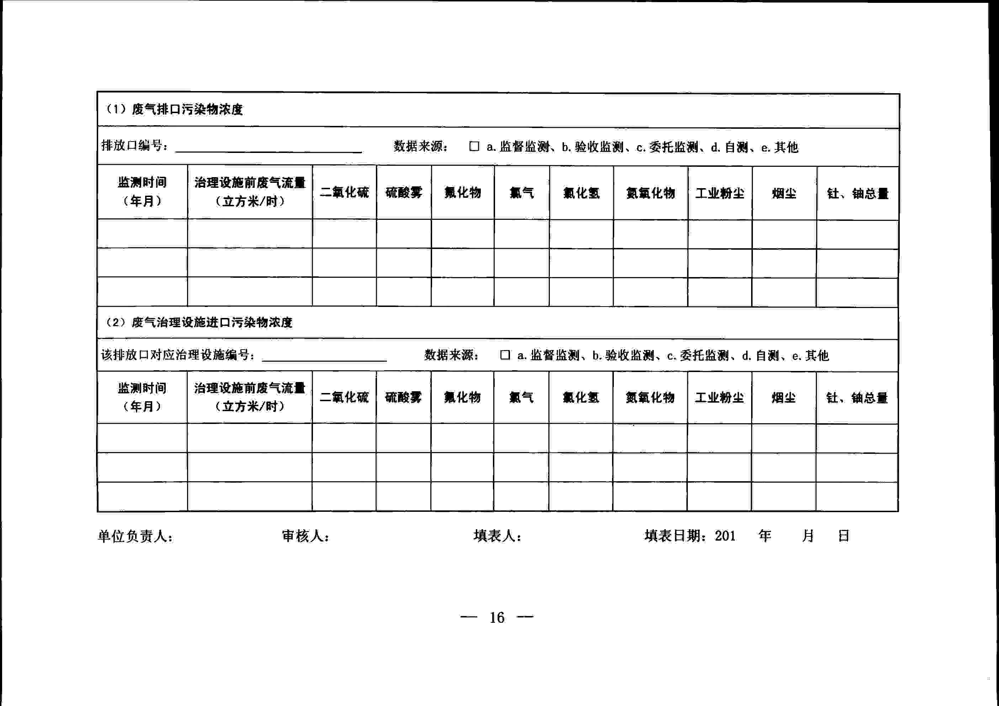 （1）废气排口污染物浓度
排放口编号： 数据来源： □ a.监督监测、b.验收监测、c.委托监测、d.自测、e.其他
监测时间（年月） 治理设施前废气流量（立方米/时） 二氧化硫 硫酸雾 氟化物 氯气 氯化氢 氮氧化物 工业粉尘 烟尘 钍、铀总量
（2）废气治理设施进口污染物浓度
该排放口对应治理设施编号： 数据来源： □ a.监督监测、b.验收监测、c.委托监测、d.自测、e.其他
监测时间（年月） 治理设施前废气流量（立方米/时） 二氧化硫 硫酸雾 氟化物 氯气 氯化氢 氮氧化物 工业粉尘 烟尘 钍、铀总量
单位负责人： 审核人： 填表人： 填表日期：201 年 月 日
— 16 —